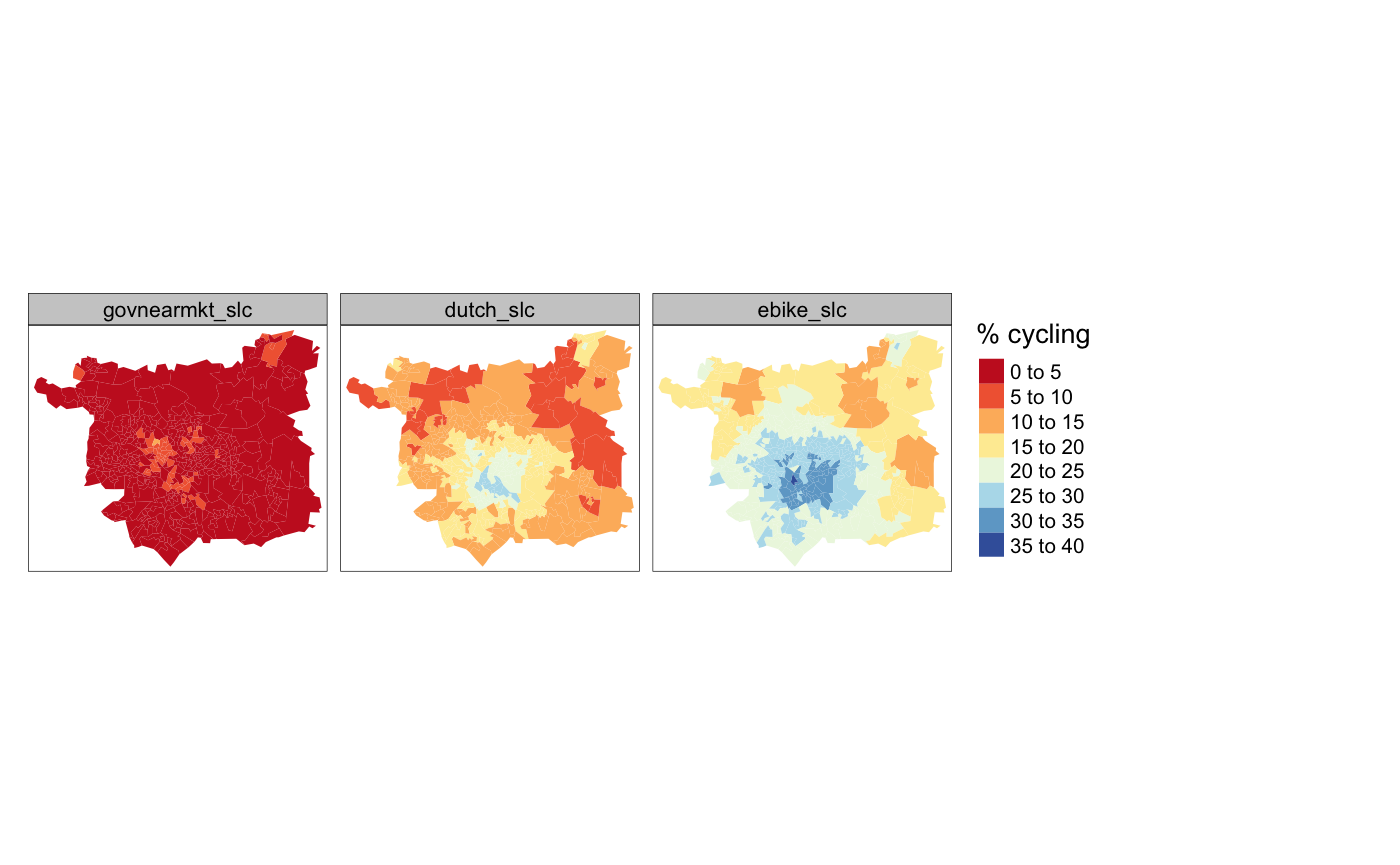 govnearmkt_slc
dutch_slc
ebike_slc
% cycling
0 to 5
5 to 10
10 to 15
15 to 20
20 to 25
25 to 30
30 to 35
35 to 40